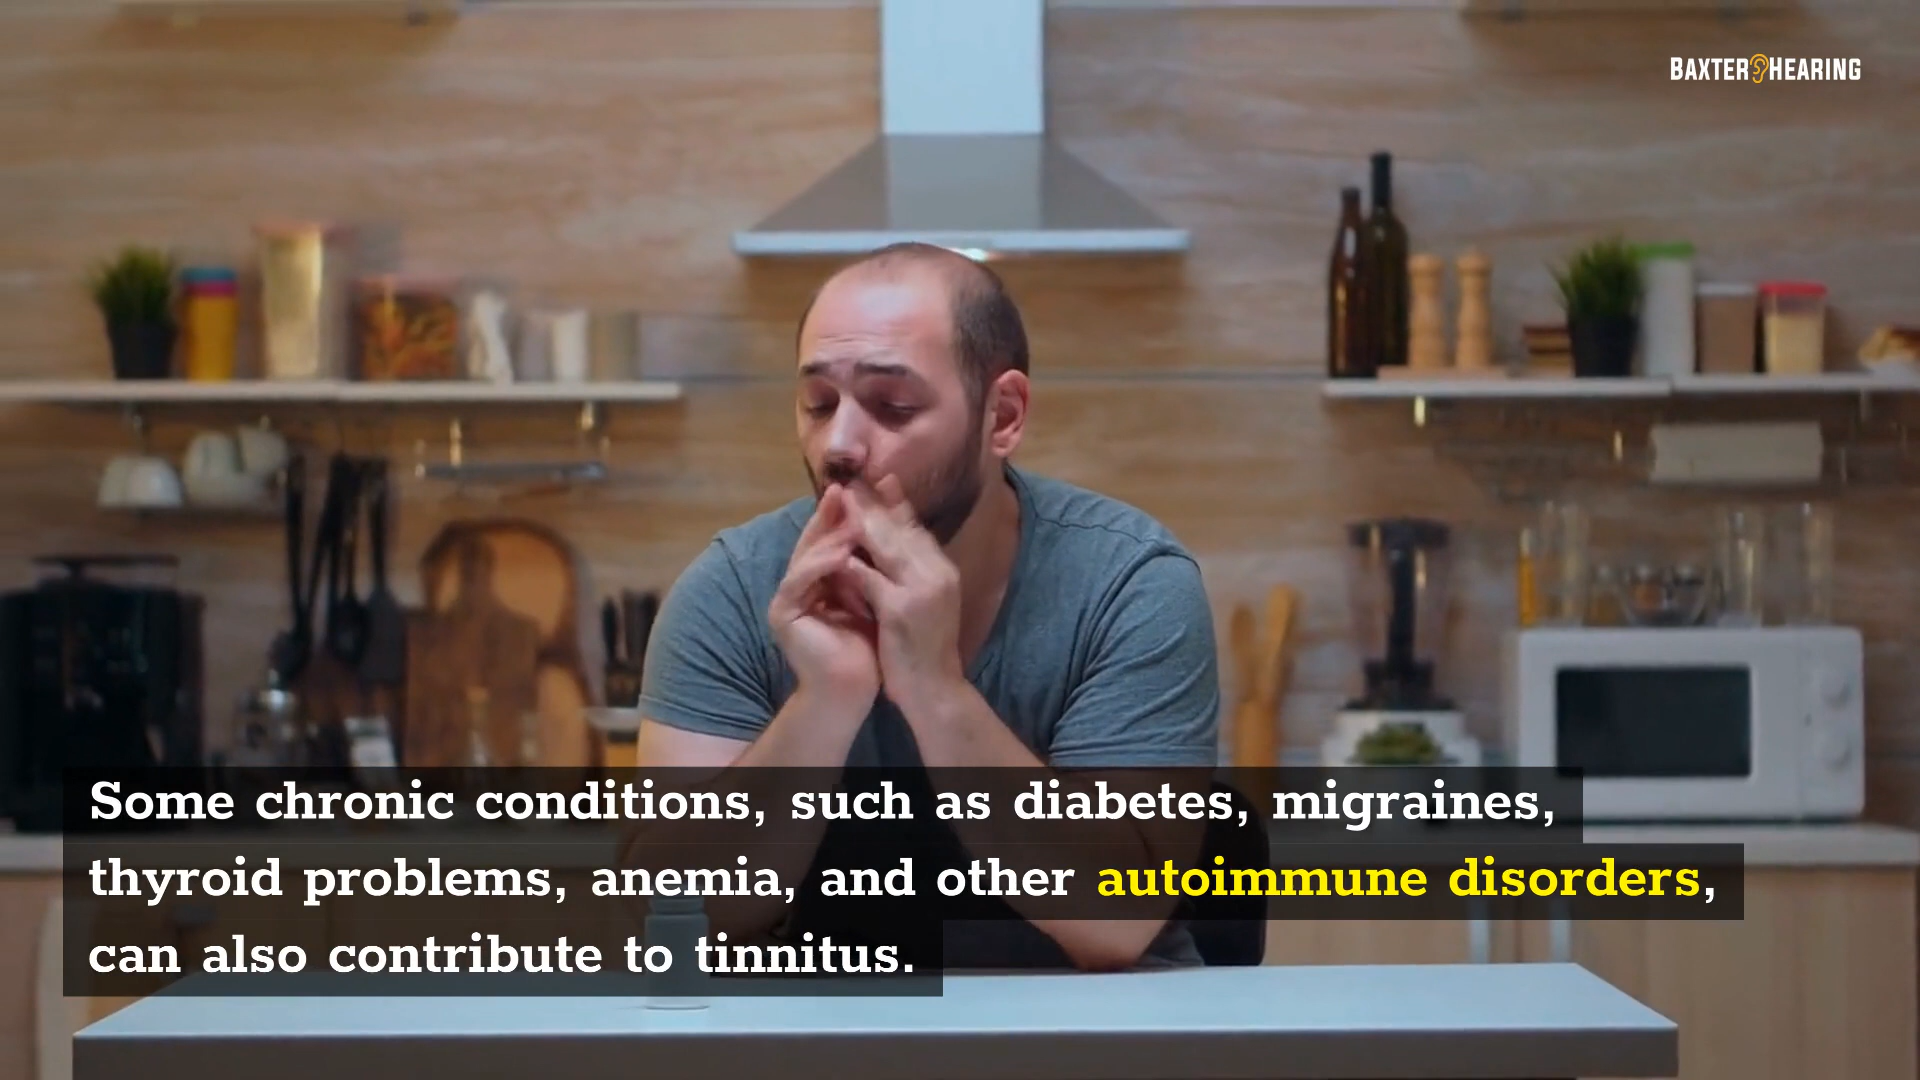 BAXTER HEARING
Some chronic conditions, such as diabetes, migraines,
thyroid problems, anemia, and other autoimmune disorders,
can also contribute to tinnitus.